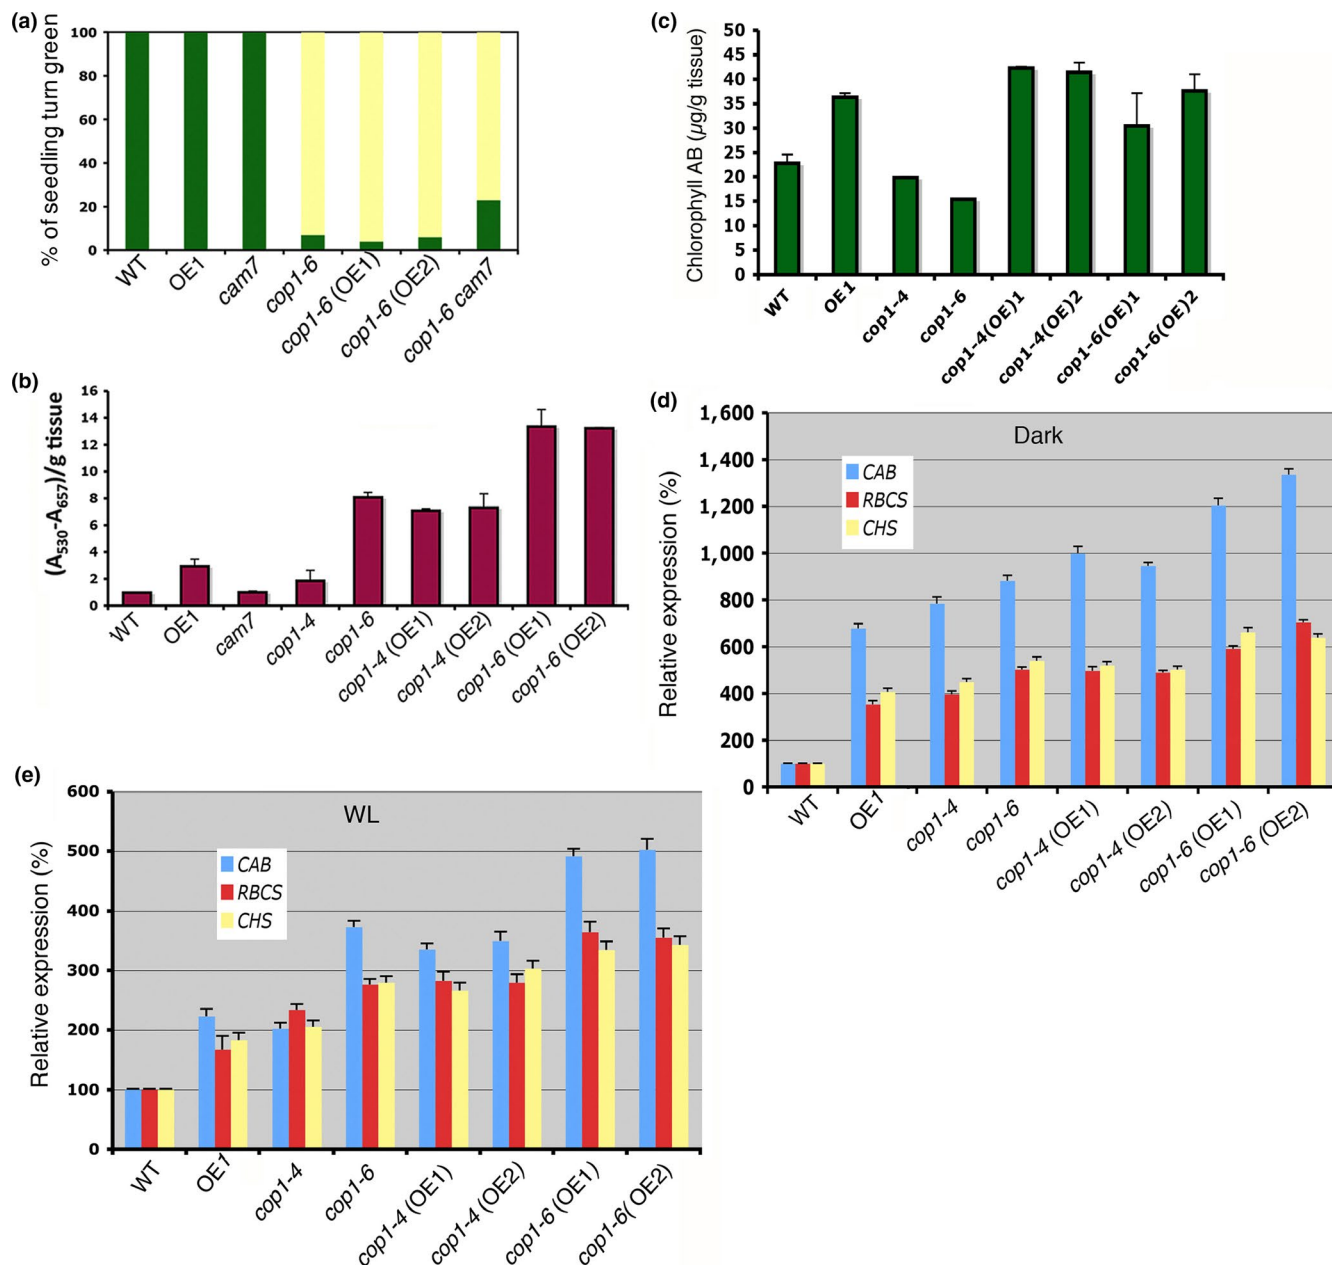 (a)
% of seedling turn green
100
80
60
40
20
0
WT
OE1
cam7
cop1-6
cop1-6 (OE1)
cop1-6 (OE2)
cop1-6 cam7
(c)
Chlorophyll AB (µg/g tissue)
50
45
40
35
30
25
20
15
10
5
0
WT
OE1
cop1-4
cop1-6
cop1-4(OE)1
cop1-4(OE)2
cop1-6(OE)1
cop1-6(OE)2
(b)
(A530-A657)/g tissue
16
14
12
10
8
6
4
2
0
WT
OE1
cam7
cop1-4
cop1-6
cop1-4 (OE1)
cop1-4 (OE2)
cop1-6 (OE1)
cop1-6 (OE2)
(d)
Dark
CAB
RBCS
CHS
Relative expression (%)
1,600
1,400
1,200
1,000
800
600
400
200
0
WT
OE1
cop1-4
cop1-6
cop1-4 (OE1)
cop1-4 (OE2)
cop1-6 (OE1)
cop1-6 (OE2)
(e)
WL
CAB
RBCS
CHS
Relative expression (%)
600
500
400
300
200
100
0
WT
OE1
cop1-4
cop1-6
cop1-4 (OE1)
cop1-4 (OE2)
cop1-6 (OE1)
cop1-6(OE2)